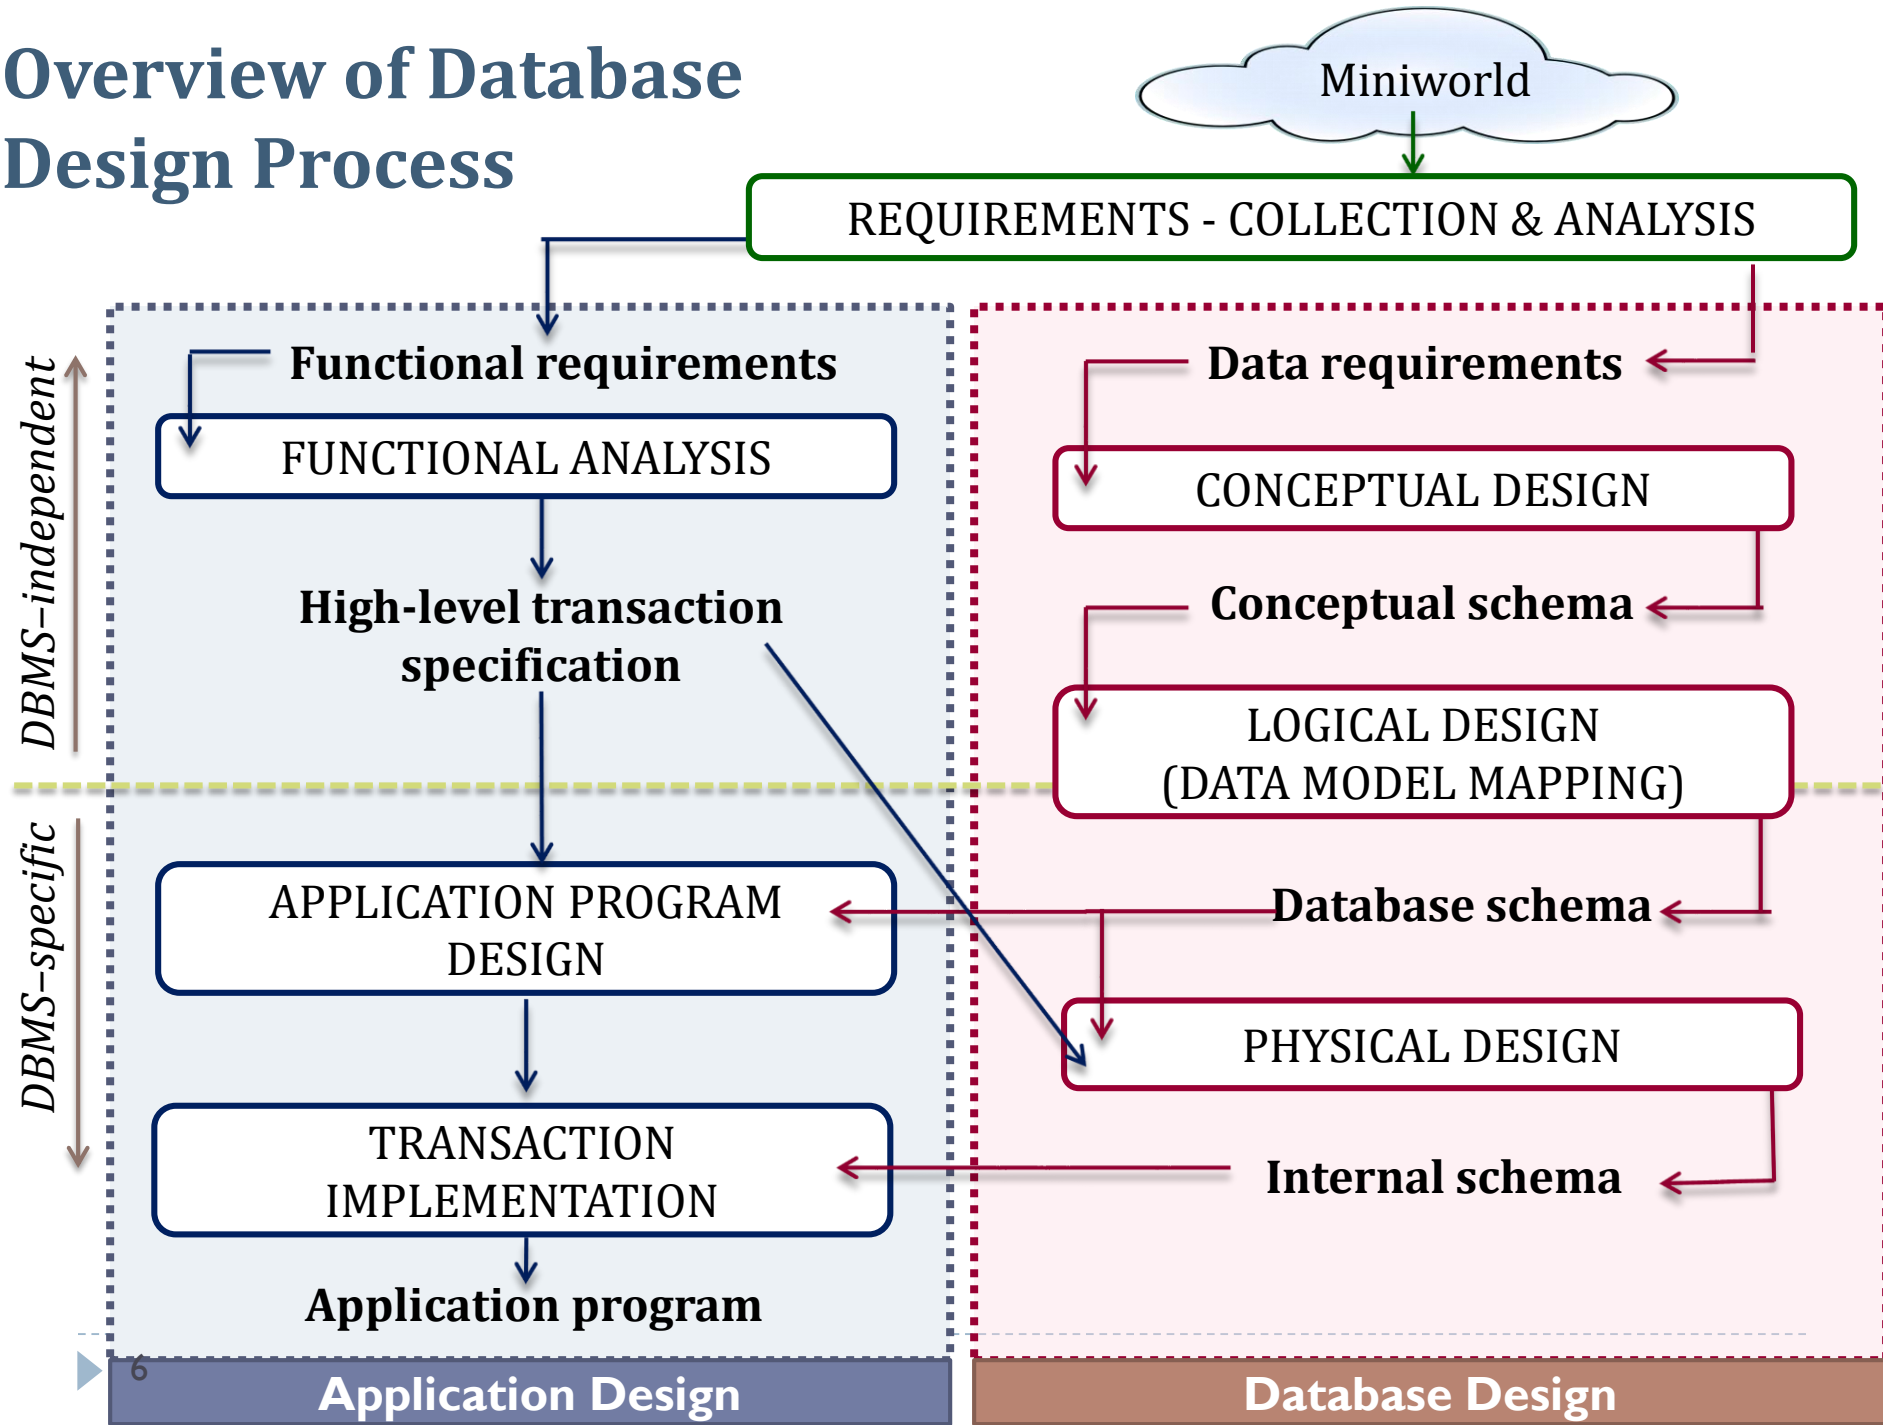 Overview of Database
Design Process
Miniworld
REQUIREMENTS - COLLECTION & ANALYSIS
DBMS–independent
Functional requirements
FUNCTIONAL ANALYSIS
High-level transaction
specification
Data requirements
CONCEPTUAL DESIGN
Conceptual schema
LOGICAL DESIGN
(DATA MODEL MAPPING)
DBMS–specific
APPLICATION PROGRAM
DESIGN
TRANSACTION
IMPLEMENTATION
Application program
Database schema
PHYSICAL DESIGN
Internal schema
6
Application Design
Database Design